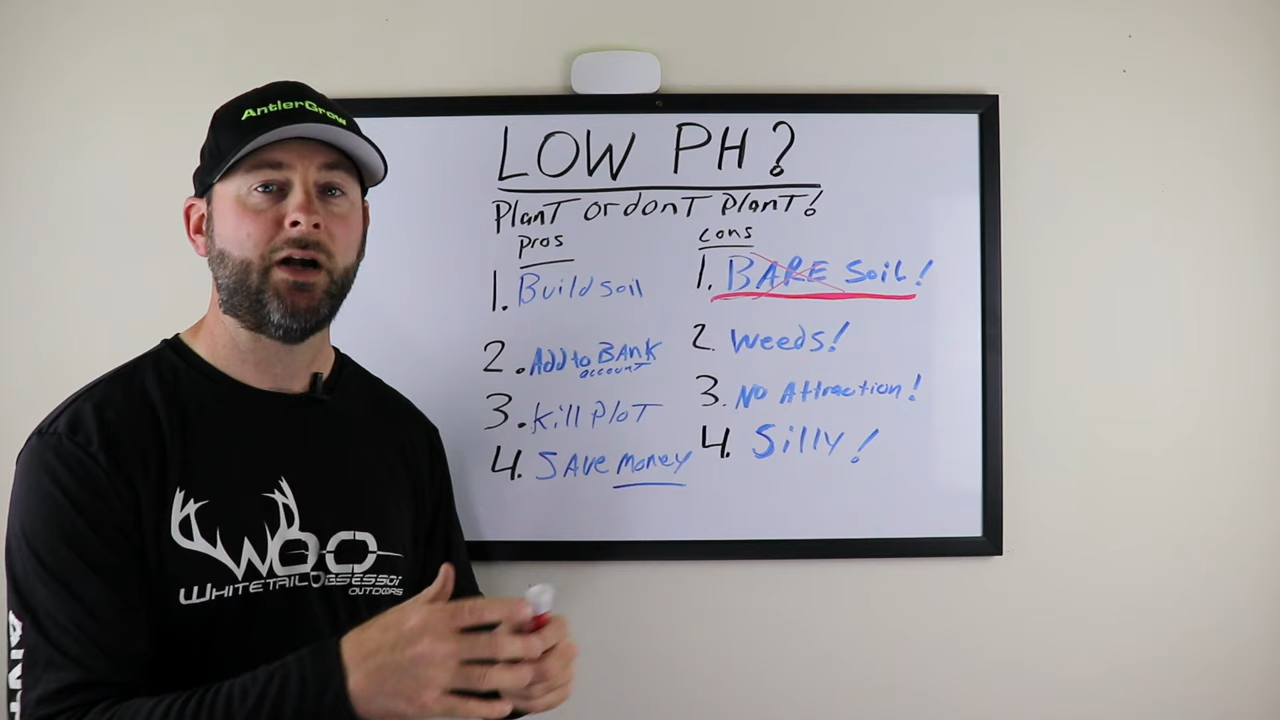 AntlerGrow
LOW PH?
PlanT or donT PlanT!
Pros
1. Build soil
2. Add to BANK
account
3. Kill PloT
4. SAve money
Cons
1. BARE Soil!
2. Weeds!
3. No Attraction!
4. Silly!
WOO
WHITETAIL OBSESSION
OUTDOORS